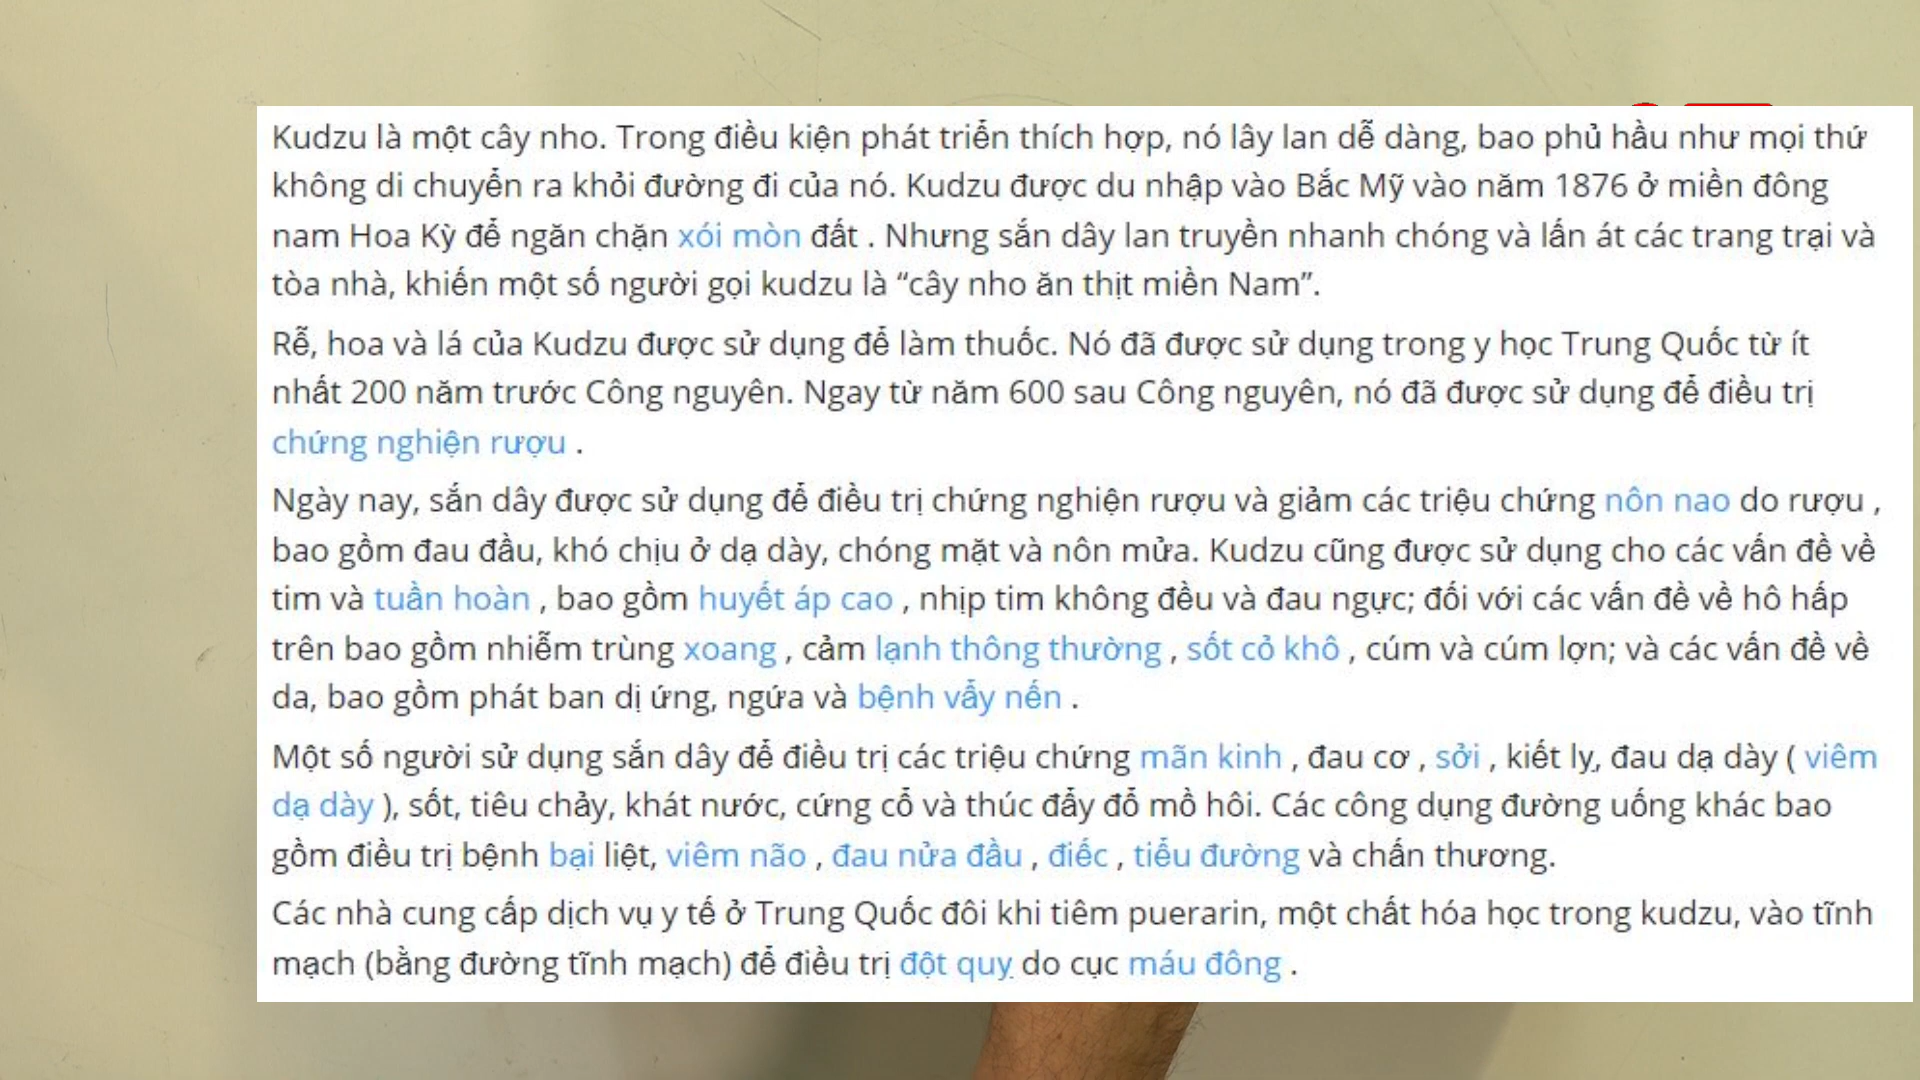 Kudzu là một cây nho. Trong điều kiện phát triển thích hợp, nó lây lan dễ dàng, bao phủ hầu như mọi thứ
không di chuyển ra khỏi đường đi của nó. Kudzu được du nhập vào Bắc Mỹ vào năm 1876 ở miền đông
nam Hoa Kỳ để ngăn chặn xói mòn đất . Nhưng sắn dây lan truyền nhanh chóng và lấn át các trang trại và
tòa nhà, khiến một số người gọi kudzu là “cây nho ăn thịt miền Nam”.
Rễ, hoa và lá của Kudzu được sử dụng để làm thuốc. Nó đã được sử dụng trong y học Trung Quốc từ ít
nhất 200 năm trước Công nguyên. Ngay từ năm 600 sau Công nguyên, nó đã được sử dụng để điều trị
chứng nghiện rượu .
Ngày nay, sắn dây được sử dụng để điều trị chứng nghiện rượu và giảm các triệu chứng nôn nao do rượu ,
bao gồm đau đầu, khó chịu ở dạ dày, chóng mặt và nôn mửa. Kudzu cũng được sử dụng cho các vấn đề về
tim và tuần hoàn , bao gồm huyết áp cao , nhịp tim không đều và đau ngực; đối với các vấn đề về hô hấp
trên bao gồm nhiễm trùng xoang , cảm lạnh thông thường , sốt cỏ khô , cúm và cúm lợn; và các vấn đề về
da, bao gồm phát ban dị ứng, ngứa và bệnh vẩy nến .
Một số người sử dụng sắn dây để điều trị các triệu chứng mãn kinh , đau cơ , sởi , kiết lỵ, đau dạ dày ( viêm
dạ dày ), sốt, tiêu chảy, khát nước, cứng cổ và thúc đẩy đổ mồ hôi. Các công dụng đường uống khác bao
gồm điều trị bệnh bại liệt, viêm não , đau nửa đầu , điếc , tiểu đường và chấn thương.
Các nhà cung cấp dịch vụ y tế ở Trung Quốc đôi khi tiêm puerarin, một chất hóa học trong kudzu, vào tĩnh
mạch (bằng đường tĩnh mạch) để điều trị đột quỵ do cục máu đông .